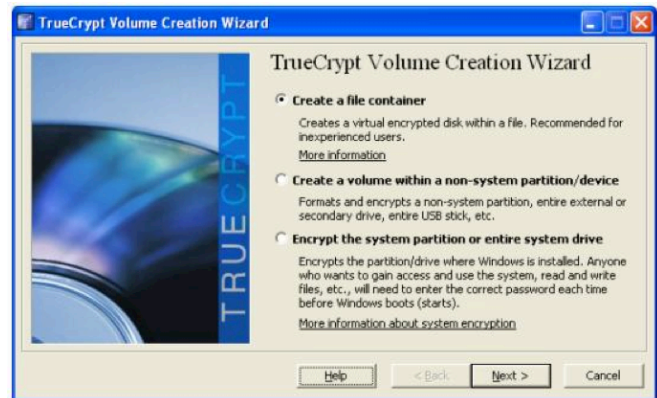 TrueCrypt Volume Creation Wizard
TRUECRYPT
TrueCrypt Volume Creation Wizard
Create a file container
Creates a virtual encrypted disk within a file. Recommended for
inexperienced users.
More information
Create a volume within a non-system partition/device
Formats and encrypts a non-system partition, entire external or
secondary drive, entire USB stick, etc.
Encrypt the system partition or entire system drive
Encrypts the partition/drive where Windows is installed. Anyone
who wants to gain access and use the system, read and write
files, etc., will need to enter the correct password each time
before Windows boots (starts).
More information about system encryption
Help < Back Next > Cancel